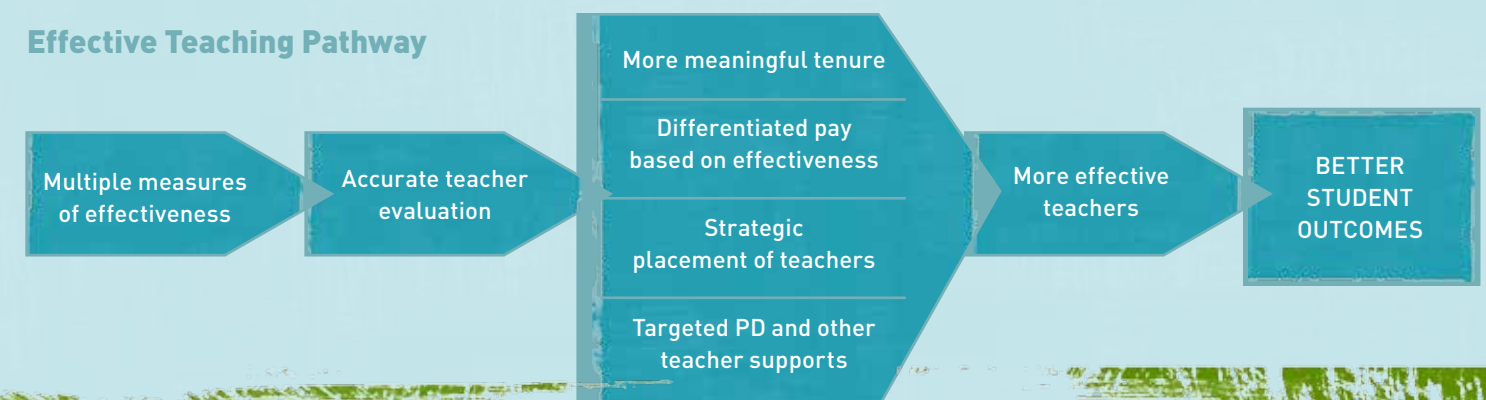 Effective Teaching Pathway
Multiple measures
of effectiveness
Accurate teacher
evaluation
More meaningful tenure
Differentiated pay
based on effectiveness
Strategic
placement of teachers
Targeted PD and other
teacher supports
More effective
teachers
BETTER
STUDENT
OUTCOMES